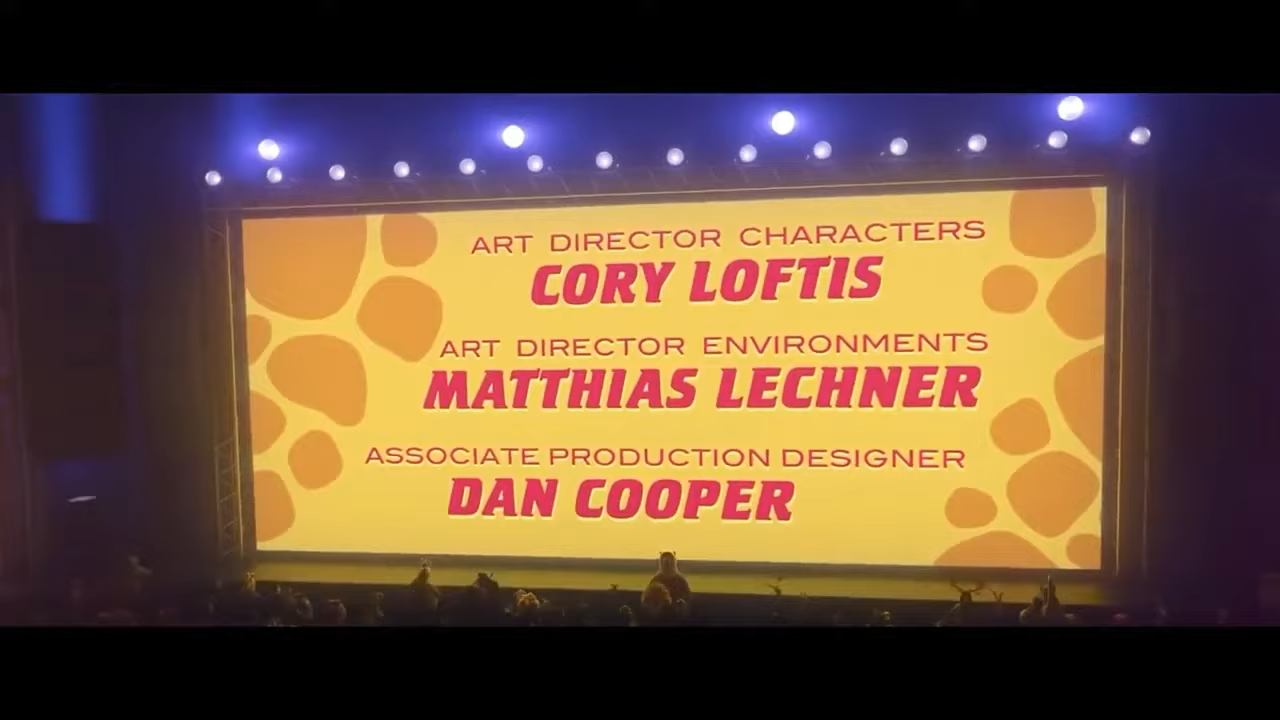 ART DIRECTOR CHARACTERS
CORY LOFTIS
ART DIRECTOR ENVIRONMENTS
MATTHIAS LECHNER
ASSOCIATE PRODUCTION DESIGNER
DAN COOPER